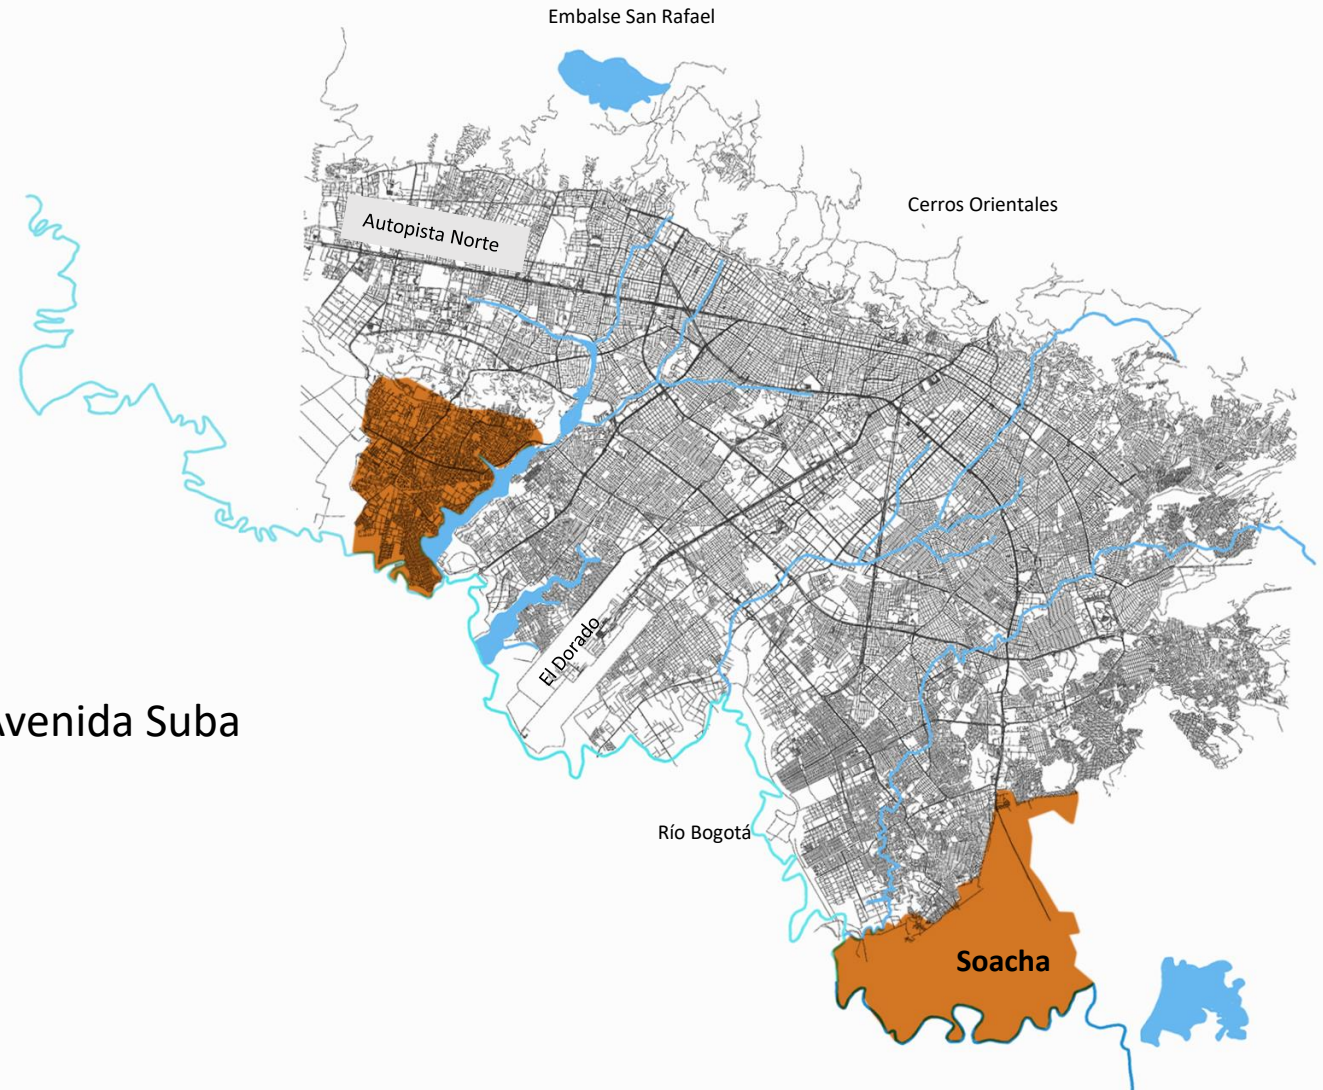 Embalse San Rafael
Cerros Orientales
Autopista Norte
El Dorado
Avenida Suba
Río Bogotá
Soacha